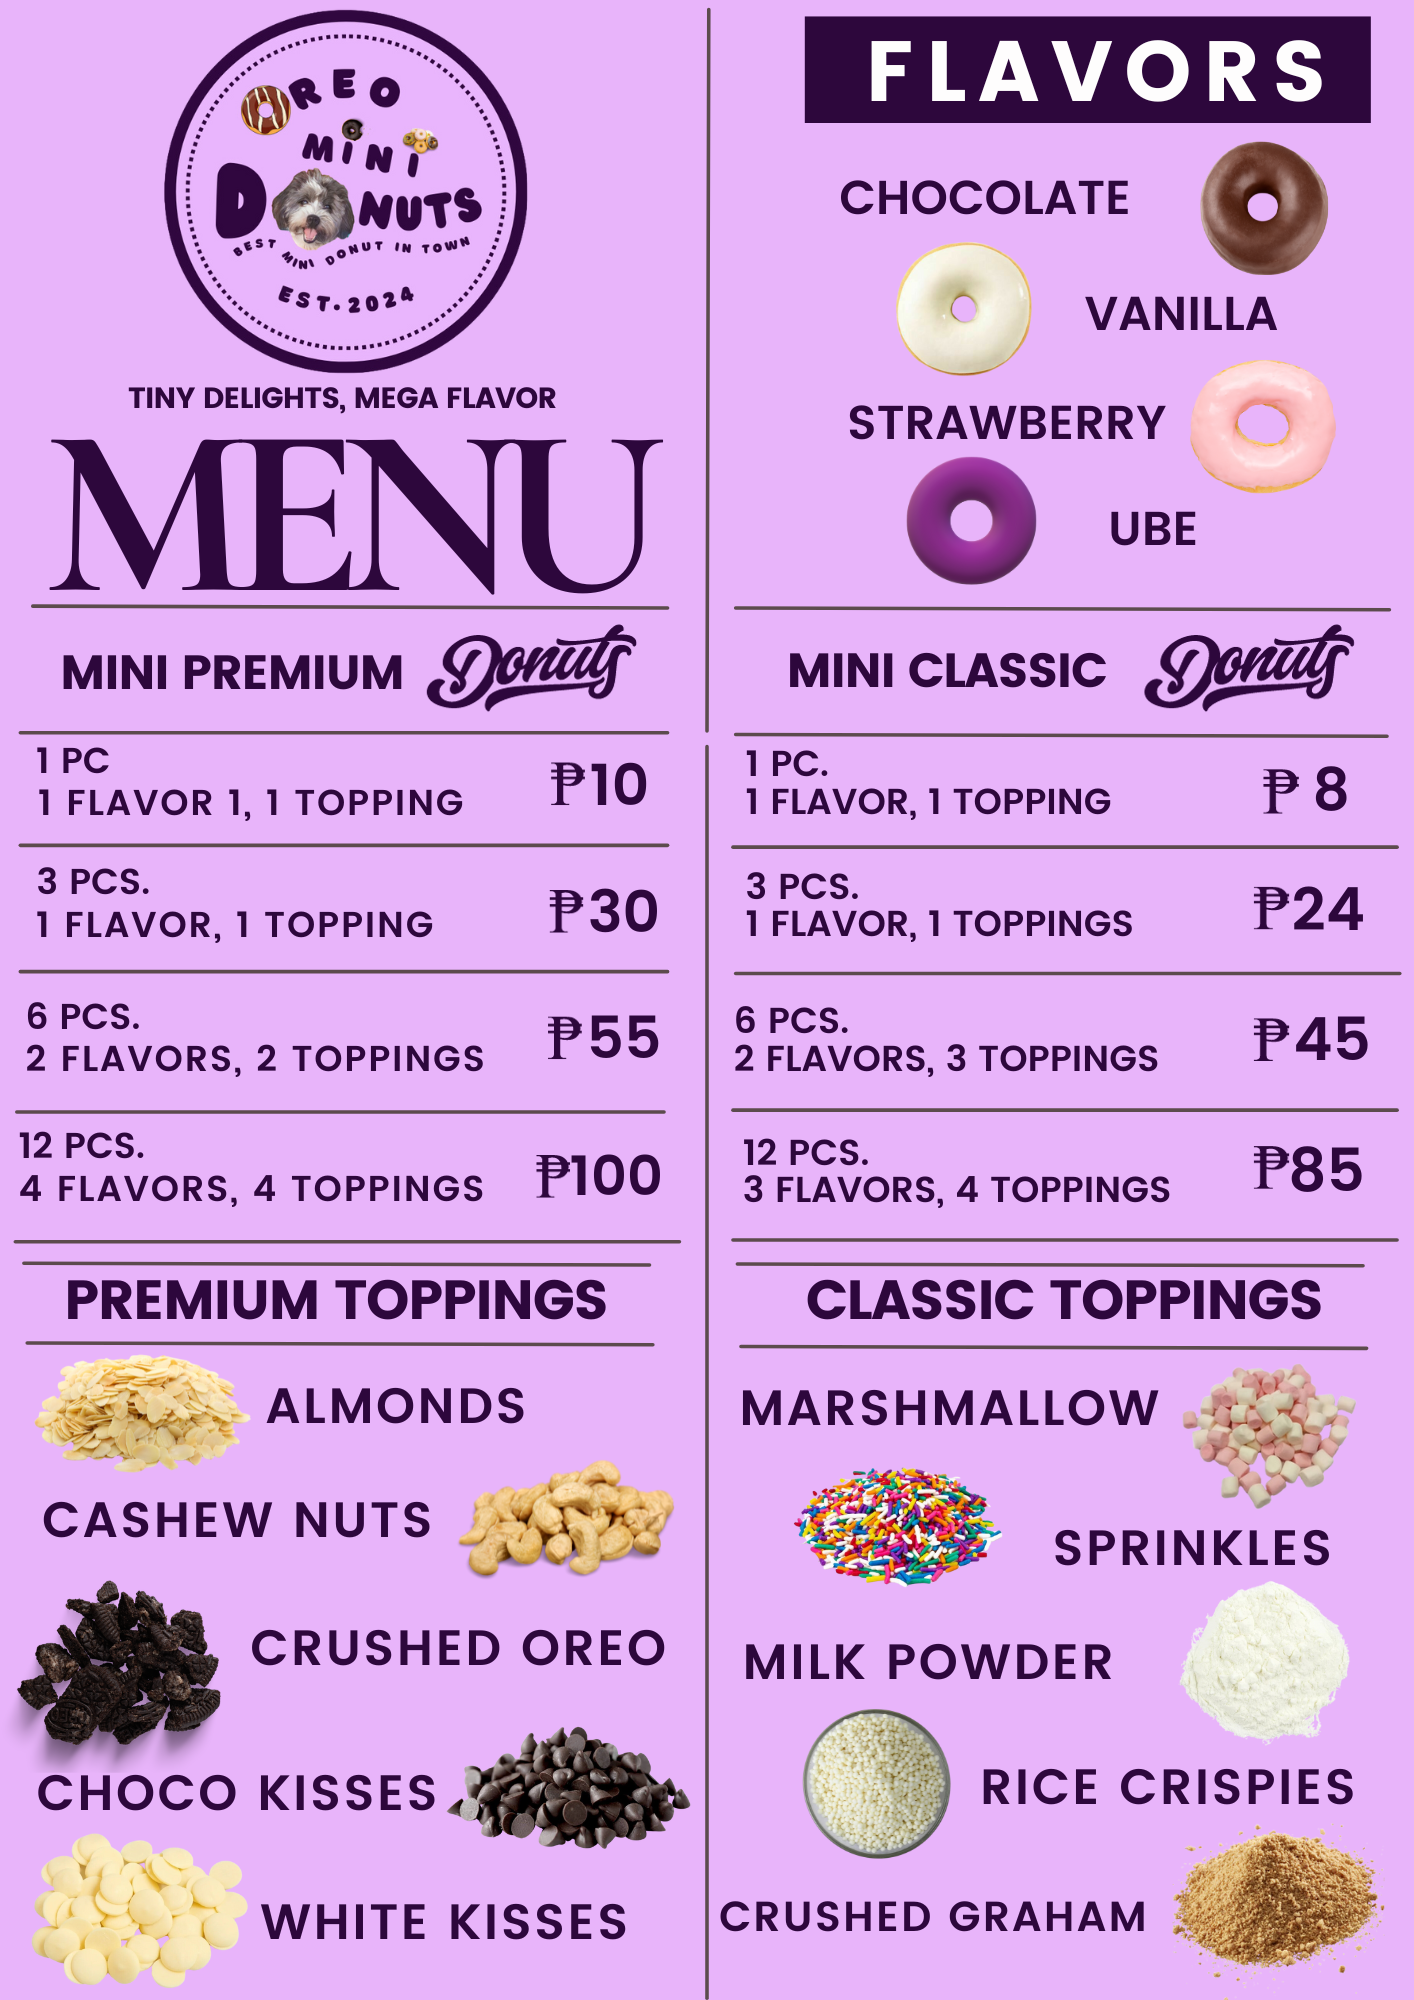 OREO
MINI
DONUTS
BEST MINI DONUT IN TOWN
EST. 2024
TINY DELIGHTS, MEGA FLAVOR
MENU
MINI PREMIUM Donuts
1 PC
1 FLAVOR 1, 1 TOPPING ₱10
3 PCS.
1 FLAVOR, 1 TOPPING ₱30
6 PCS.
2 FLAVORS, 2 TOPPINGS ₱55
12 PCS.
4 FLAVORS, 4 TOPPINGS ₱100
PREMIUM TOPPINGS
ALMONDS
CASHEW NUTS
CRUSHED OREO
CHOCO KISSES
WHITE KISSES
FLAVORS
CHOCOLATE
VANILLA
STRAWBERRY
UBE
MINI CLASSIC Donuts
1 PC.
1 FLAVOR, 1 TOPPING ₱ 8
3 PCS.
1 FLAVOR, 1 TOPPINGS ₱24
6 PCS.
2 FLAVORS, 3 TOPPINGS ₱45
12 PCS.
3 FLAVORS, 4 TOPPINGS ₱85
CLASSIC TOPPINGS
MARSHMALLOW
SPRINKLES
MILK POWDER
RICE CRISPIES
CRUSHED GRAHAM